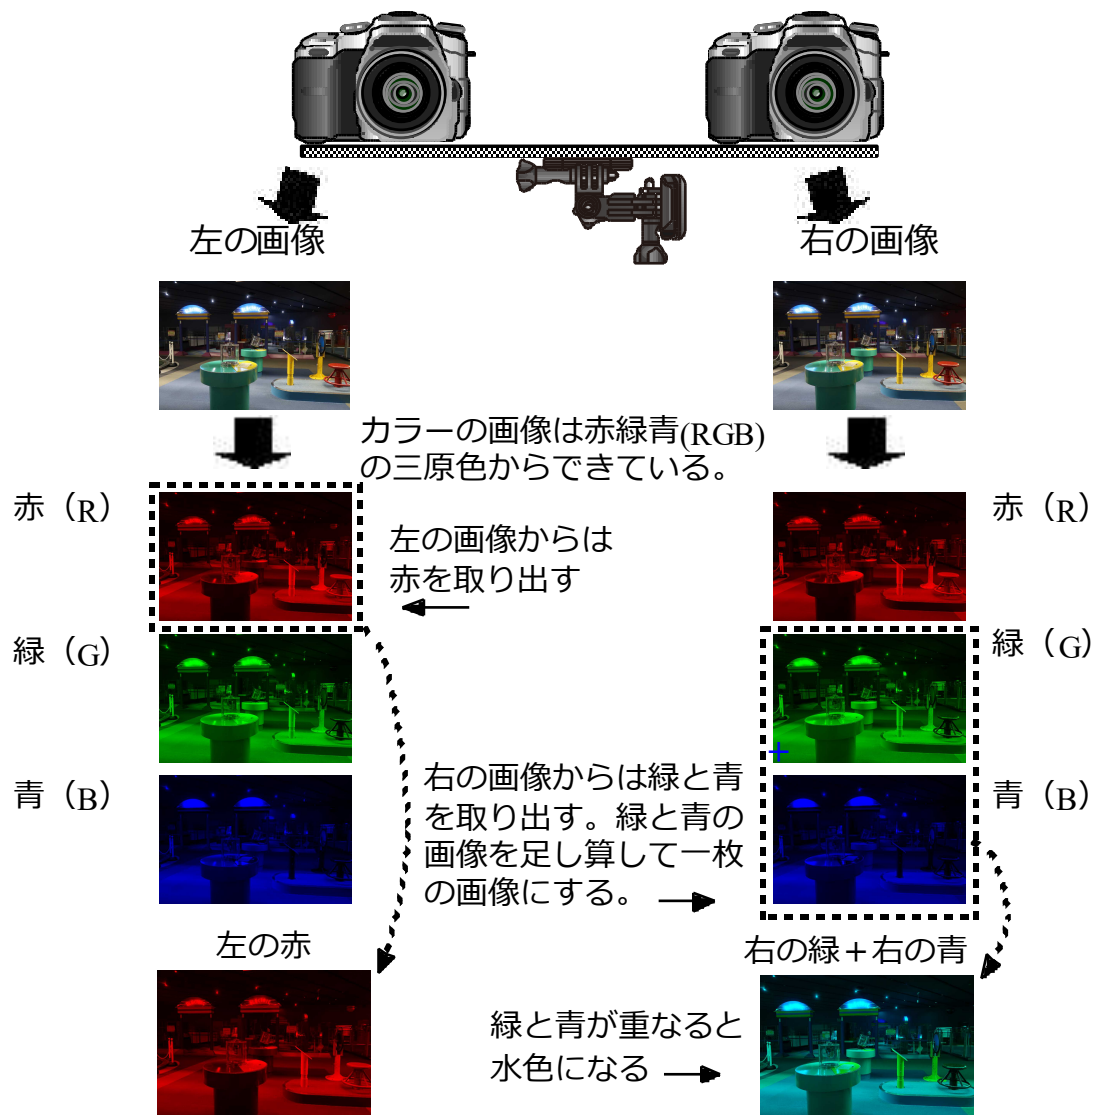 左の画像
右の画像
カラーの画像は赤緑青(RGB)
の三原色からできている。
赤（R）
赤（R）
左の画像からは
赤を取り出す
緑（G）
緑（G）
+
右の画像からは緑と青
を取り出す。緑と青の
画像を足し算して一枚
の画像にする。
青（B）
青（B）
左の赤
右の緑＋右の青
緑と青が重なると
水色になる